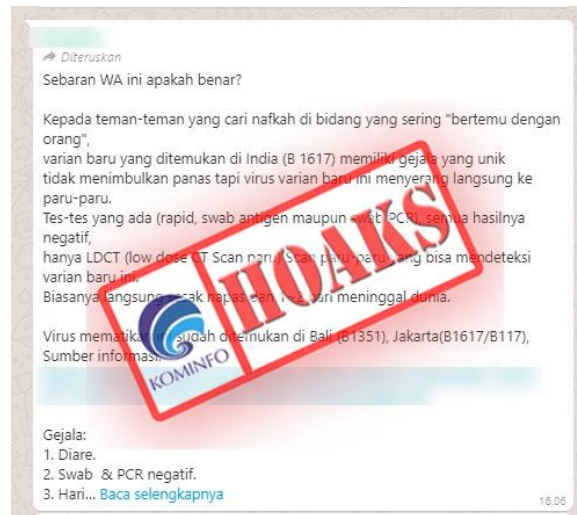 Diteruskan
Sebaran WA ini apakah benar?
Kepada teman-teman yang cari nafkah di bidang yang sering "bertemu dengan
orang",
varian baru yang ditemukan di India (B 1617) memiliki gejala yang unik
tidak menimbulkan panas tapi virus varian baru ini menyerang langsung ke
paru-paru.
Tes-tes yang ada (rapid, swab antigen maupun swab PCR), semua hasilnya
negatif,
hanya LDCT (low dose CT Scan paru/Scan paru-paru yang bisa mendeteksi
varian baru ini.
Biasanya langsung sesak napas dan 1-2 hari meninggal dunia.
Virus mematikan ini sudah ditemukan di Bali (B1351), Jakarta(B1617/B117),
Sumber informasi:
HOAKS
KOMINFO
Gejala:
1. Diare.
2. Swab & PCR negatif.
3. Hari... Baca selengkapnya
16.06